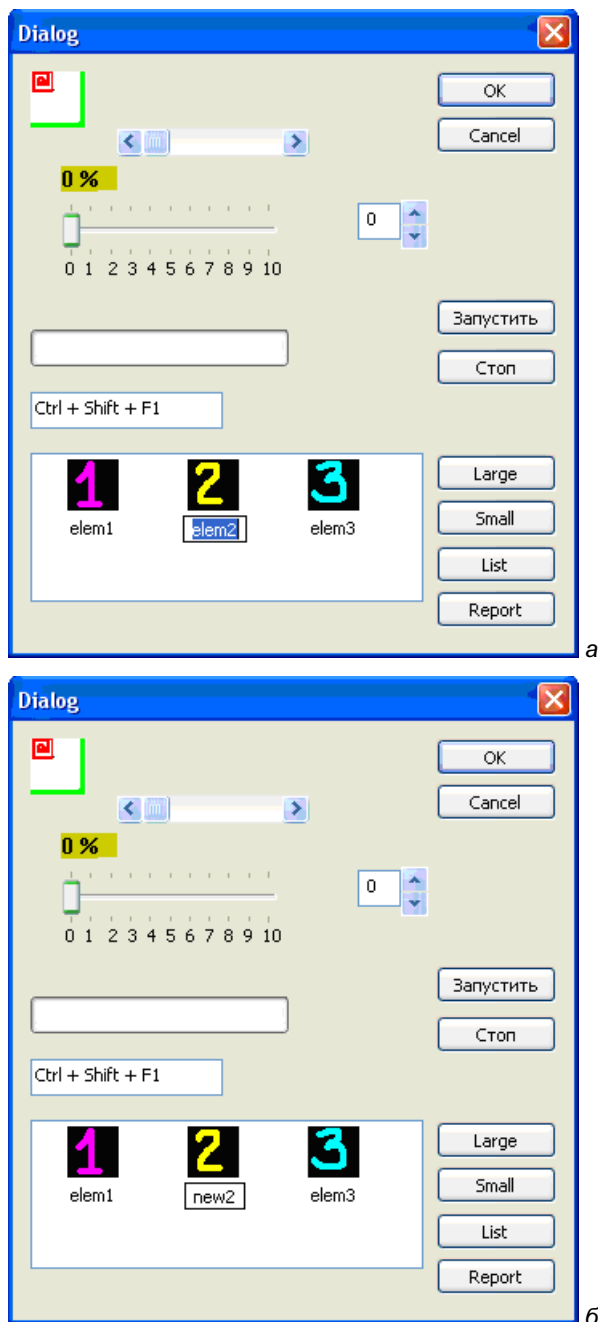 Dialog
OK
Cancel
0 %
0
0 1 2 3 4 5 6 7 8 9 10
Запустить
Стоп
Ctrl + Shift + F1
1 2 3
elem1 elem2 elem3
Large
Small
List
Report
а
Dialog
OK
Cancel
0 %
0
0 1 2 3 4 5 6 7 8 9 10
Запустить
Стоп
Ctrl + Shift + F1
1 2 3
elem1 new2 elem3
Large
Small
List
Report
б